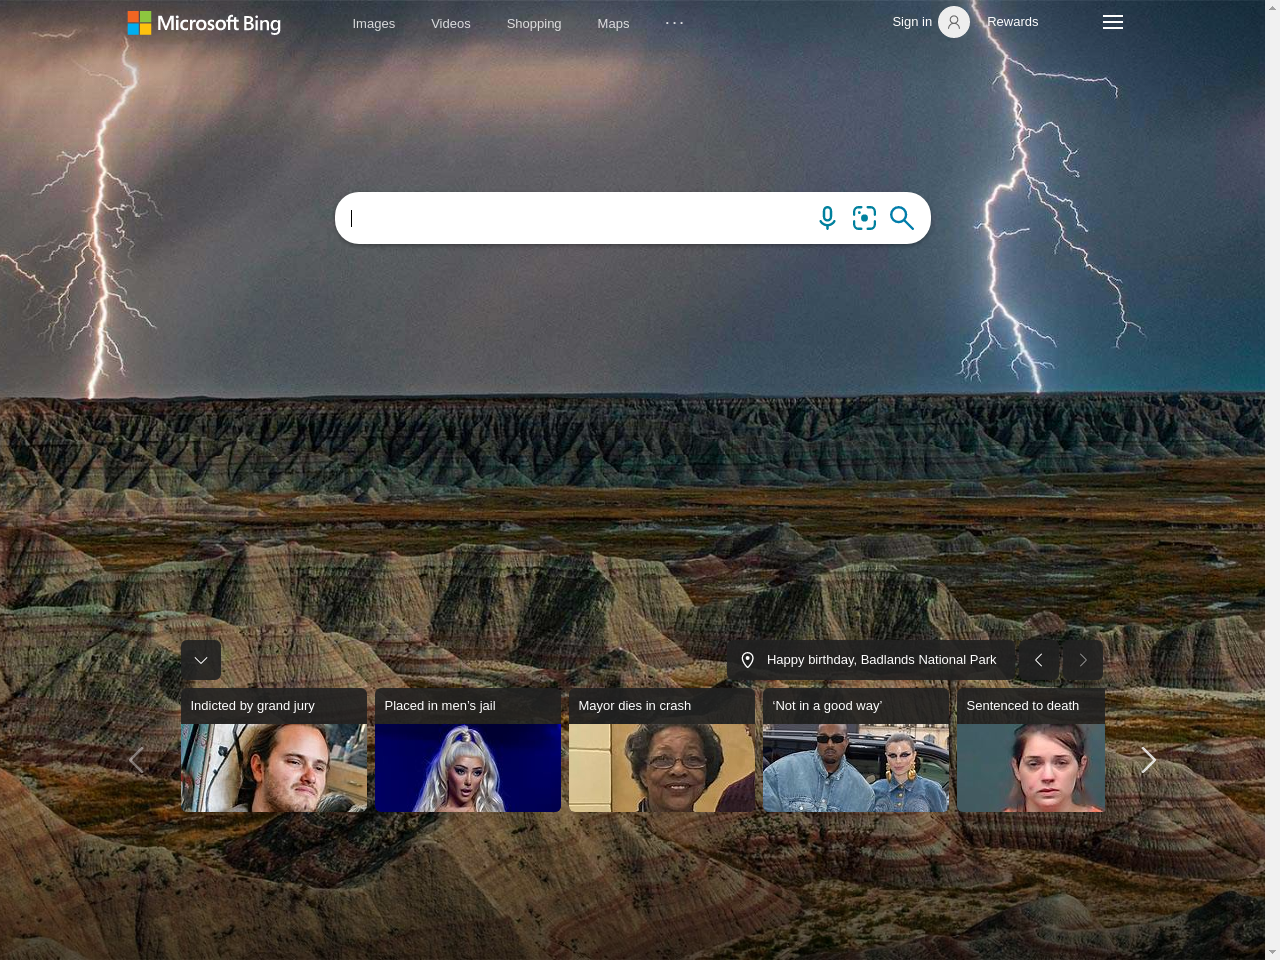 Microsoft Bing
Images
Videos
Shopping
Maps
Sign in
Rewards
Happy birthday, Badlands National Park
Indicted by grand jury
Placed in men’s jail
Mayor dies in crash
‘Not in a good way’
Sentenced to death